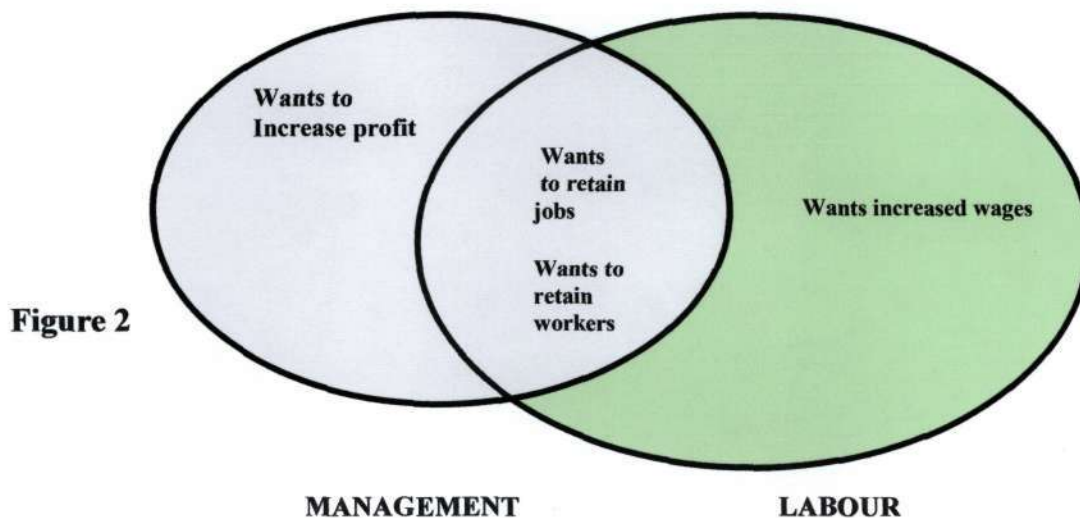 Wants to
Increase profit
Wants
to retain
jobs
Wants to
retain
workers
Wants increased wages
Figure 2
MANAGEMENT
LABOUR